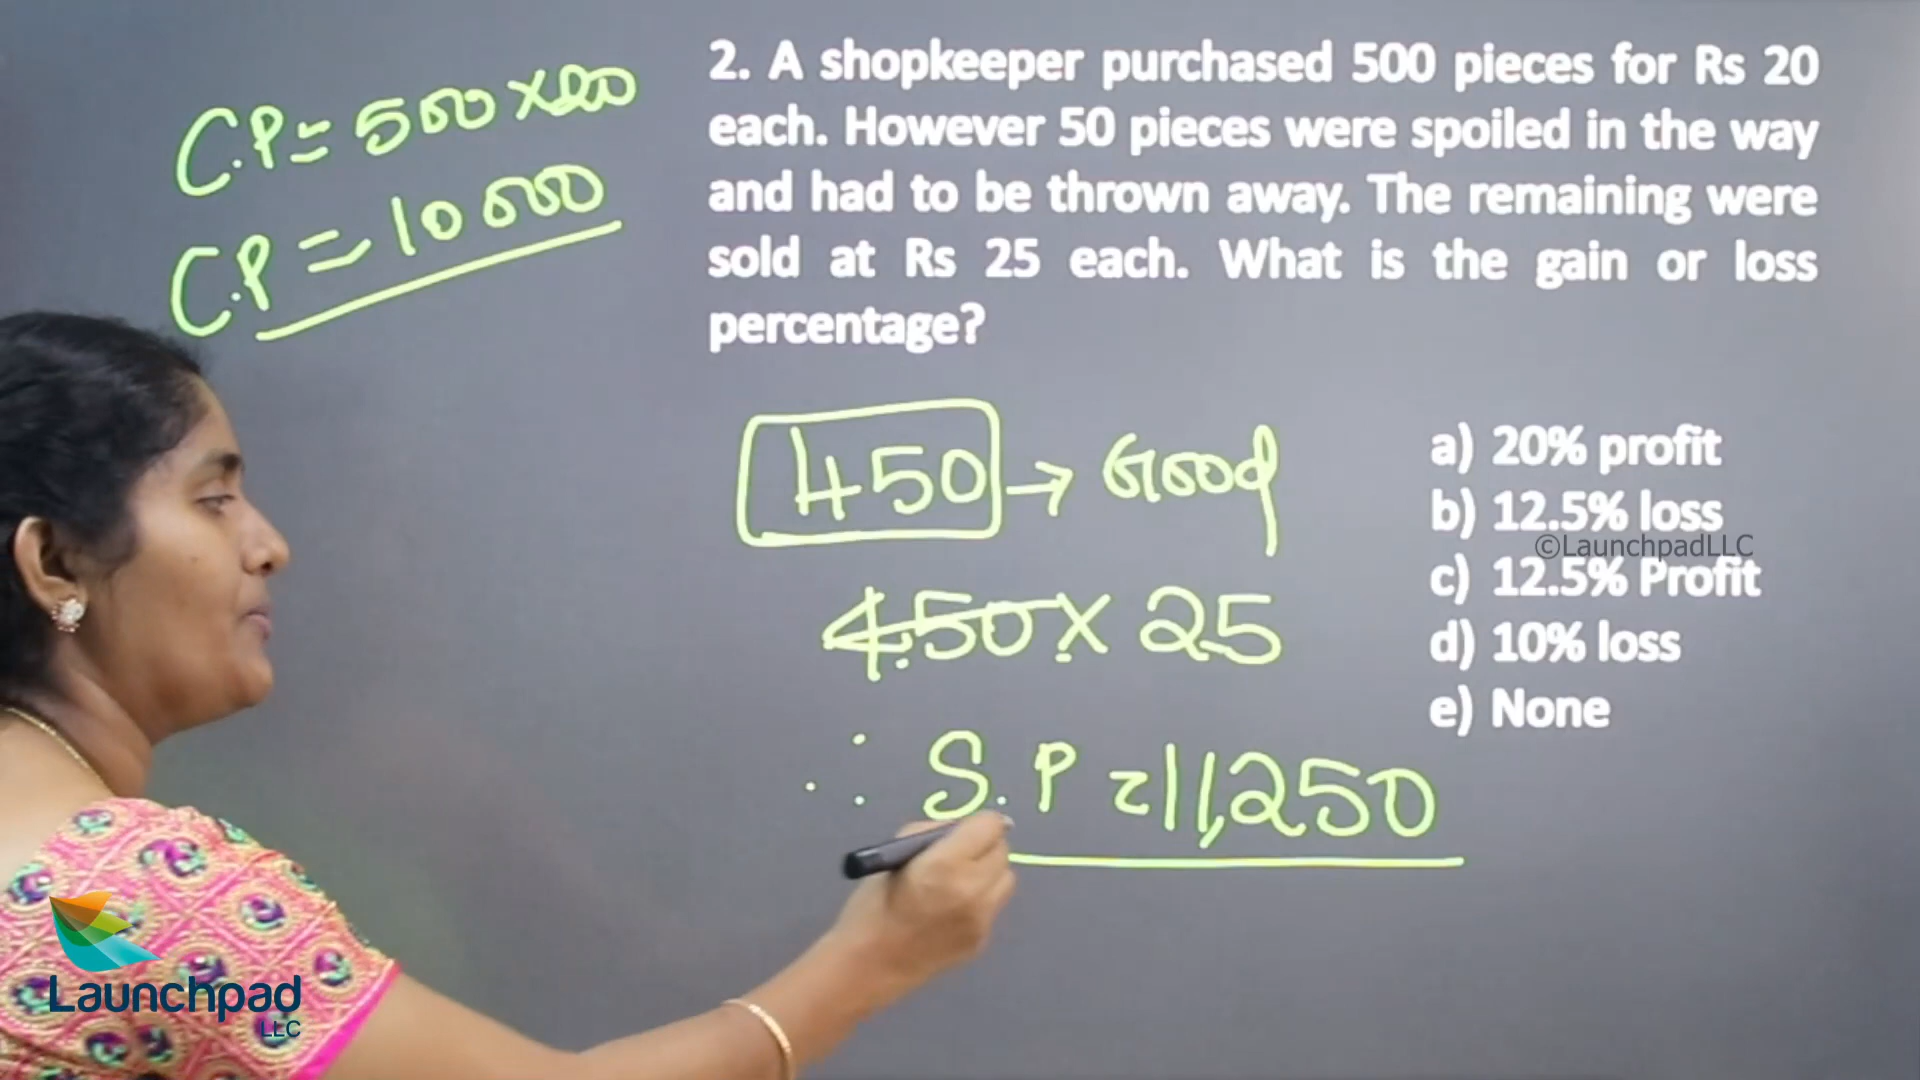 C.P = 500 × 20
C.P = 10000
2. A shopkeeper purchased 500 pieces for Rs 20
each. However 50 pieces were spoiled in the way
and had to be thrown away. The remaining were
sold at Rs 25 each. What is the gain or loss
percentage?
450 → Good
450 × 25
∴ S.P = 11,250
a) 20% profit
b) 12.5% loss
©LaunchpadLLC
c) 12.5% Profit
d) 10% loss
e) None
Launchpad
LLC